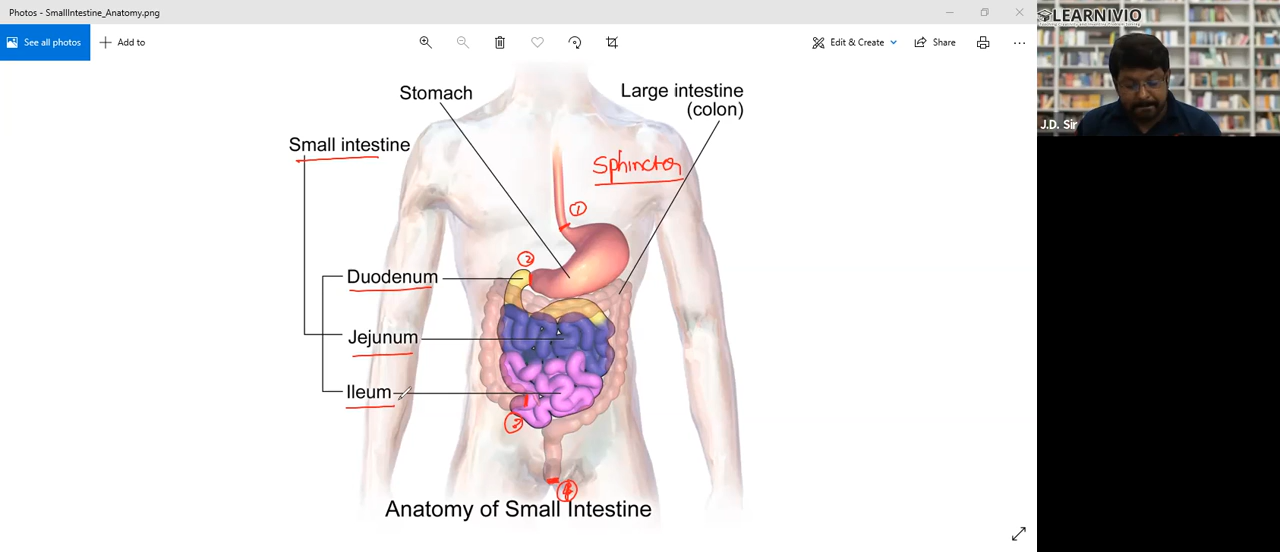 Photos - SmallIntestine_Anatomy.png
See all photos
Add to
Edit & Create
Share
LEARNIVIO
J.D. Sir
Stomach
Large intestine
(colon)
Small intestine
Sphincter
1
2
Duodenum
Jejunum
Ileum
3
4
Anatomy of Small Intestine